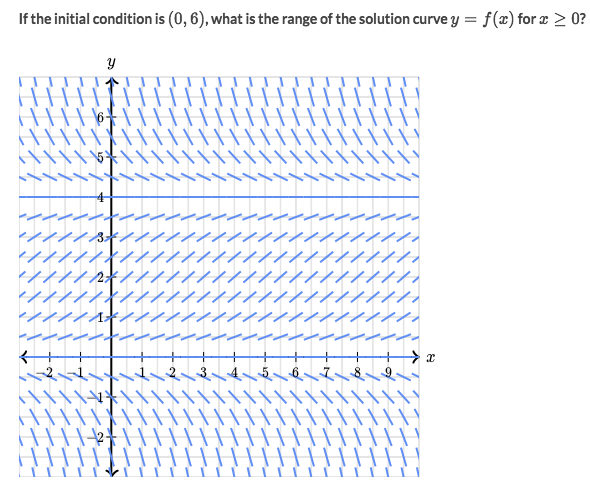 If the initial condition is (0, 6), what is the range of the solution curve y = f(x) for x ≥ 0?
y
6
5
4
3
2
1
-2 -1 1 2 3 4 5 6 7 8 9 x
-1
-2